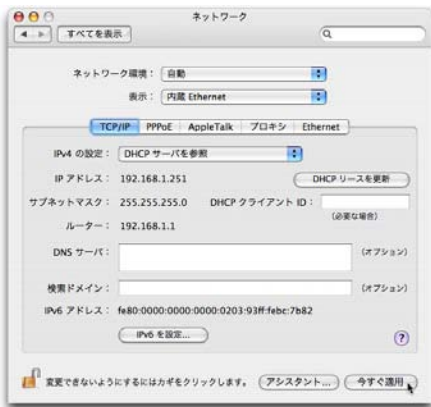 ネットワーク
すべてを表示
ネットワーク環境： 自動
表示： 内蔵 Ethernet
TCP/IP PPPoE AppleTalk プロキシ Ethernet
IPv4 の設定： DHCP サーバを参照
IP アドレス： 192.168.1.251 DHCP リースを更新
サブネットマスク： 255.255.255.0 DHCP クライアント ID：
(必要な場合)
ルーター： 192.168.1.1
DNS サーバ： (オプション)
検索ドメイン： (オプション)
IPv6 アドレス： fe80:0000:0000:0000:0203:93ff:febc:7b82
IPv6 を設定...
?
変更できないようにするにはカギをクリックします。 アシスタント... 今すぐ適用